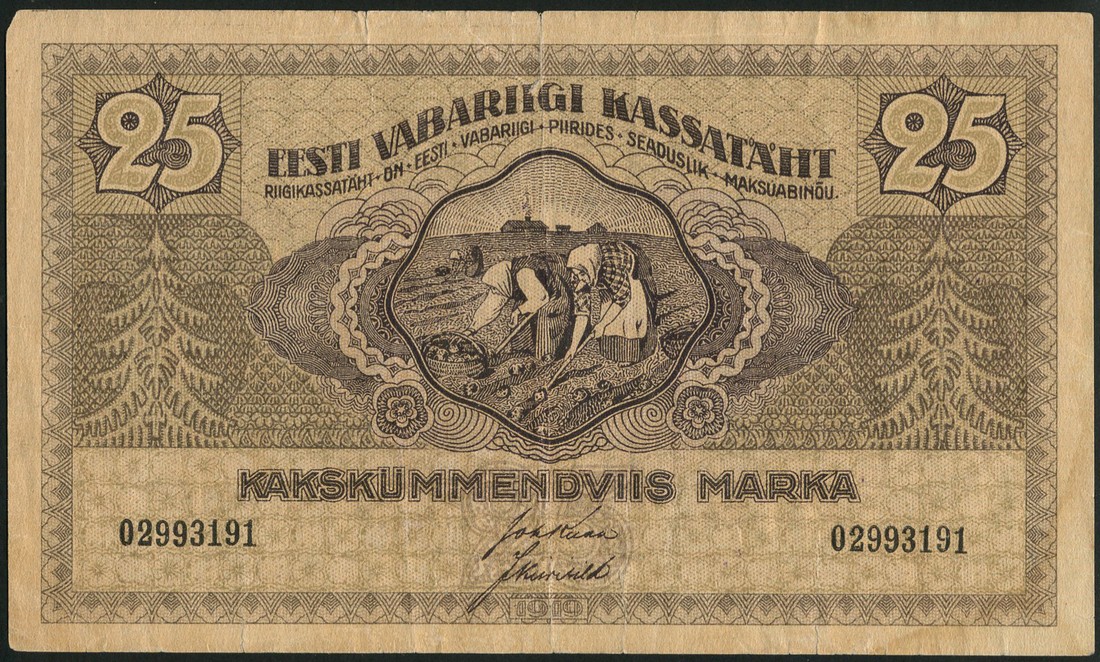 25
25
EESTI VABARIIGI KASSATÄHT
RIIGIKASSATÄHT·ON·EESTI·VABARIIGI·PIIRIDES·SEADUSLIK·MAKSUABINÕU.
KAKSKÜMMENDVIIS MARKA
02993191
02993191
1919